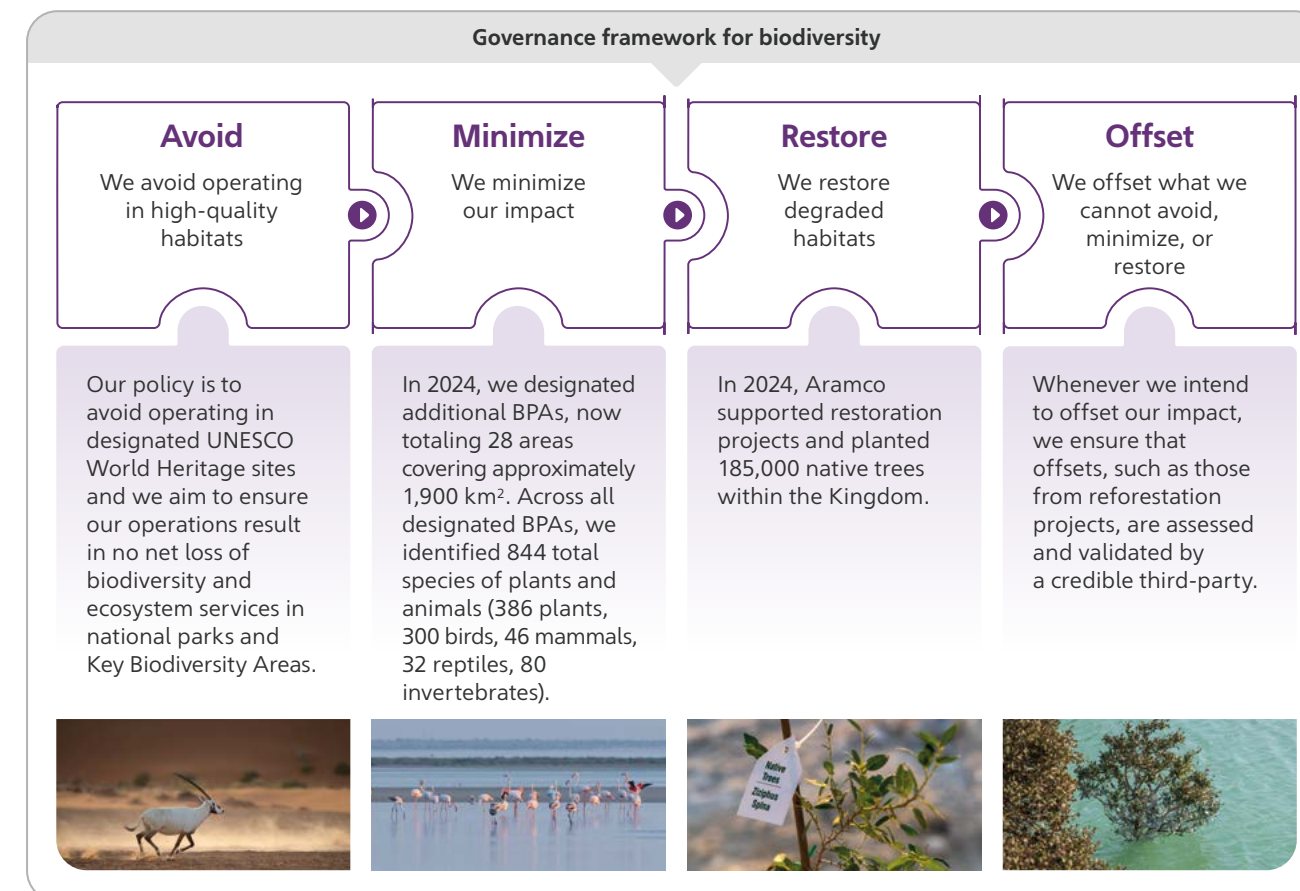 Governance framework for biodiversity
Avoid
We avoid operating
in high-quality
habitats
Minimize
We minimize
our impact
Restore
We restore
degraded
habitats
Offset
We offset what we
cannot avoid,
minimize, or
restore
Our policy is to
avoid operating in
designated UNESCO
World Heritage sites
and we aim to ensure
our operations result
in no net loss of
biodiversity and
ecosystem services in
national parks and
Key Biodiversity Areas.
In 2024, we designated
additional BPAs, now
totaling 28 areas
covering approximately
1,900 km². Across all
designated BPAs, we
identified 844 total
species of plants and
animals (386 plants,
300 birds, 46 mammals,
32 reptiles, 80
invertebrates).
In 2024, Aramco
supported restoration
projects and planted
185,000 native trees
within the Kingdom.
Whenever we intend
to offset our impact,
we ensure that
offsets, such as those
from reforestation
projects, are assessed
and validated by
a credible third-party.
Native
Trees
Ziziphus
Spina